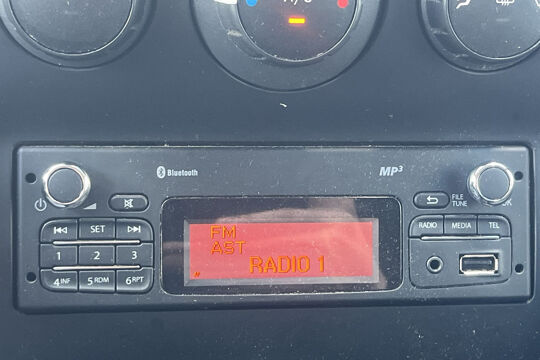 A/C
Bluetooth
MP3
FILE
TUNE
OK
SET
RADIO MEDIA TEL
1 2 3
4 INF 5 RDM 6 RPT
FM
AST
RADIO 1